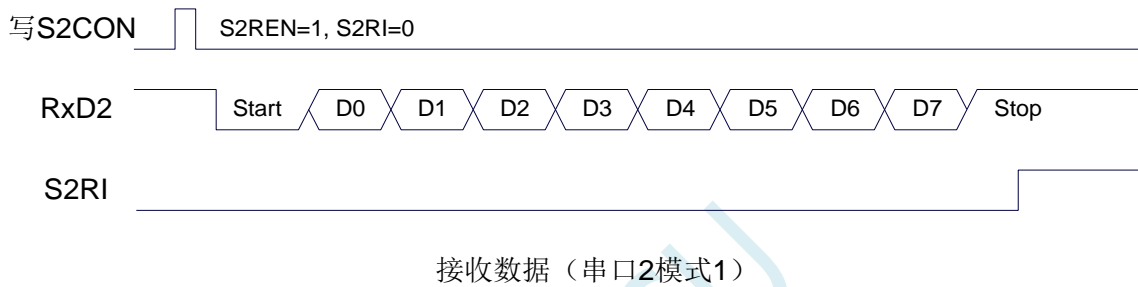 写S2CON S2REN=1, S2RI=0
RxD2 Start D0 D1 D2 D3 D4 D5 D6 D7 Stop
S2RI
接收数据（串口2模式1）